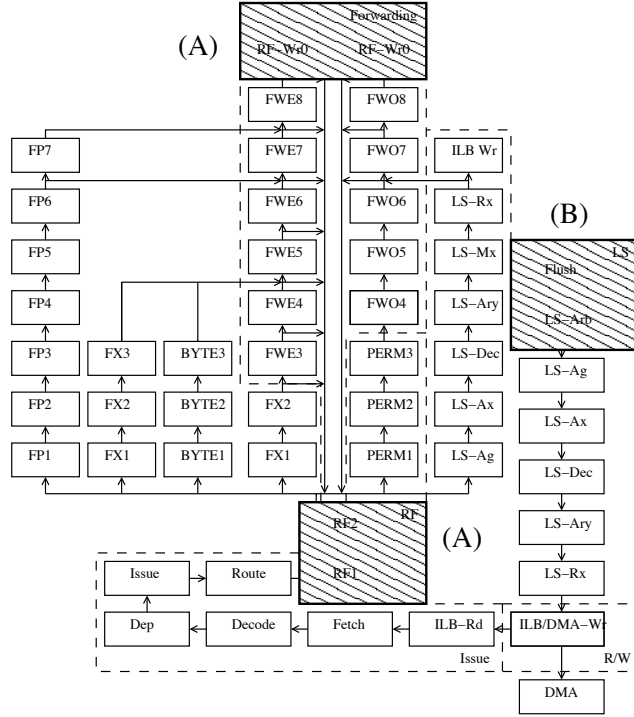 Forwarding
(A)
RF-Wr0 RF-Wr0
FWE8 FWO8
FP7 FWE7 FWO7 ILB Wr
FP6 FWE6 FWO6 LS-Rx
(B)
FP5 FWE5 FWO5 LS-Mx LS
Flush
FP4 FWE4 FWO4 LS-Ary LS-Arb
FP3 FX3 BYTE3 FWE3 PERM3 LS-Dec
LS-Ag
FP2 FX2 BYTE2 FX2 PERM2 LS-Ax
LS-Ax
FP1 FX1 BYTE1 FX1 PERM1 LS-Ag
LS-Dec
RF
RF2 (A) LS-Ary
Issue Route RF1 LS-Rx
Dep Decode Fetch ILB-Rd ILB/DMA-Wr
Issue R/W
DMA